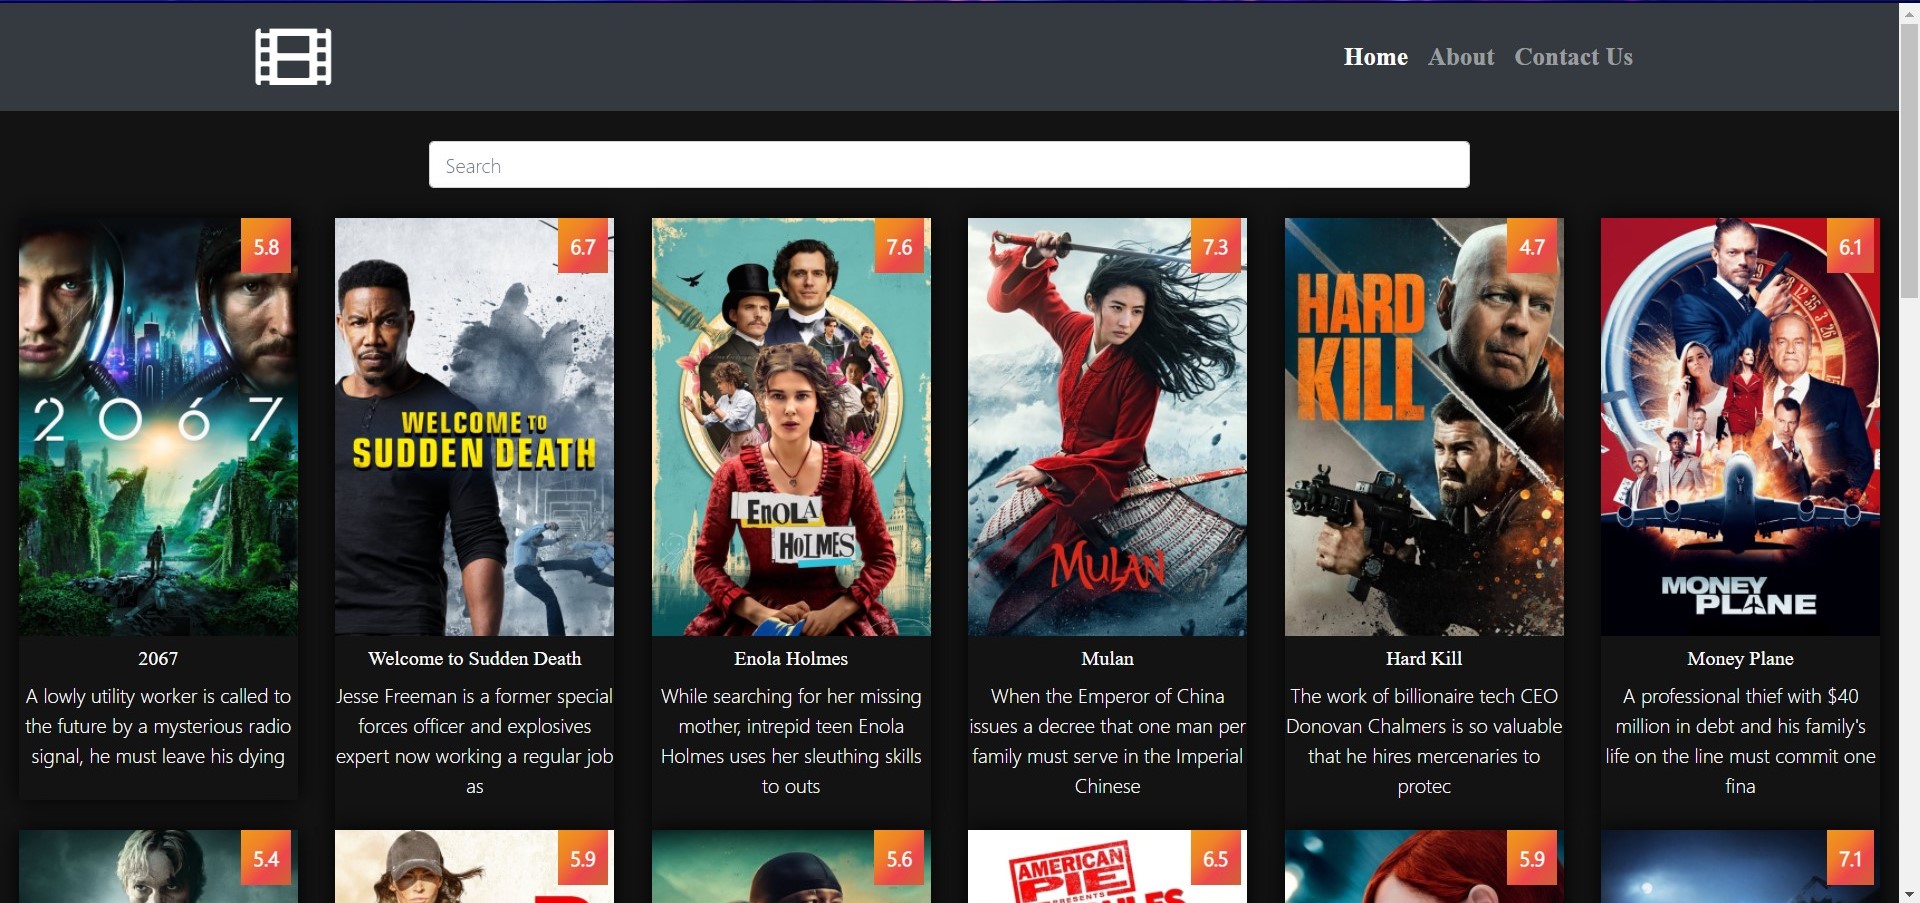 Home About Contact Us
Search
5.8
6.7
7.6
7.3
4.7
6.1
2067
WELCOME TO
SUDDEN DEATH
ENOLA
HOLMES
MULAN
HARD
KILL
MONEY
PLANE
2067
A lowly utility worker is called to
the future by a mysterious radio
signal, he must leave his dying
Welcome to Sudden Death
Jesse Freeman is a former special
forces officer and explosives
expert now working a regular job
as
Enola Holmes
While searching for her missing
mother, intrepid teen Enola
Holmes uses her sleuthing skills
to outs
Mulan
When the Emperor of China
issues a decree that one man per
family must serve in the Imperial
Chinese
Hard Kill
The work of billionaire tech CEO
Donovan Chalmers is so valuable
that he hires mercenaries to
protec
Money Plane
A professional thief with $40
million in debt and his family's
life on the line must commit one
fina
5.4
5.9
5.6
6.5
5.9
7.1
AMERICAN
PIE